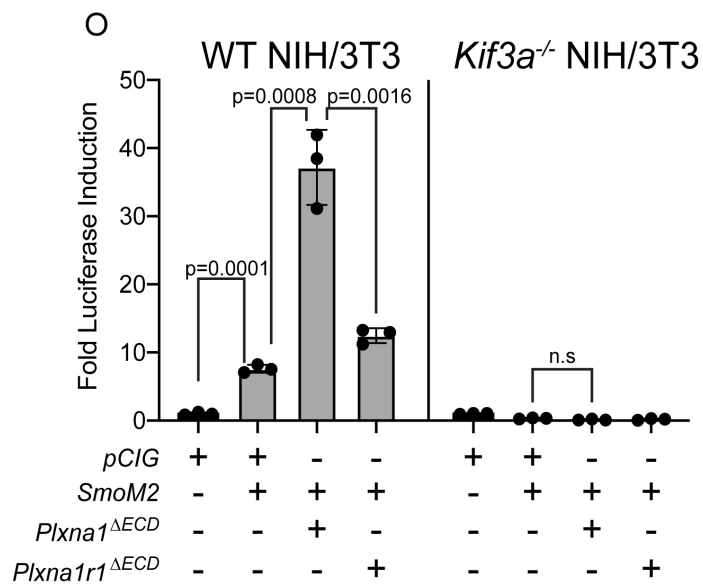 O
WT NIH/3T3 Kif3a-/- NIH/3T3
Fold Luciferase Induction
50
40
30
20
10
0
p=0.0008 p=0.0016
p=0.0001
n.s
pCIG + + - - + + - -
SmoM2 - + + + - + + +
Plxna1ΔECD - - + - - - + -
Plxna1r1ΔECD - - - + - - - +